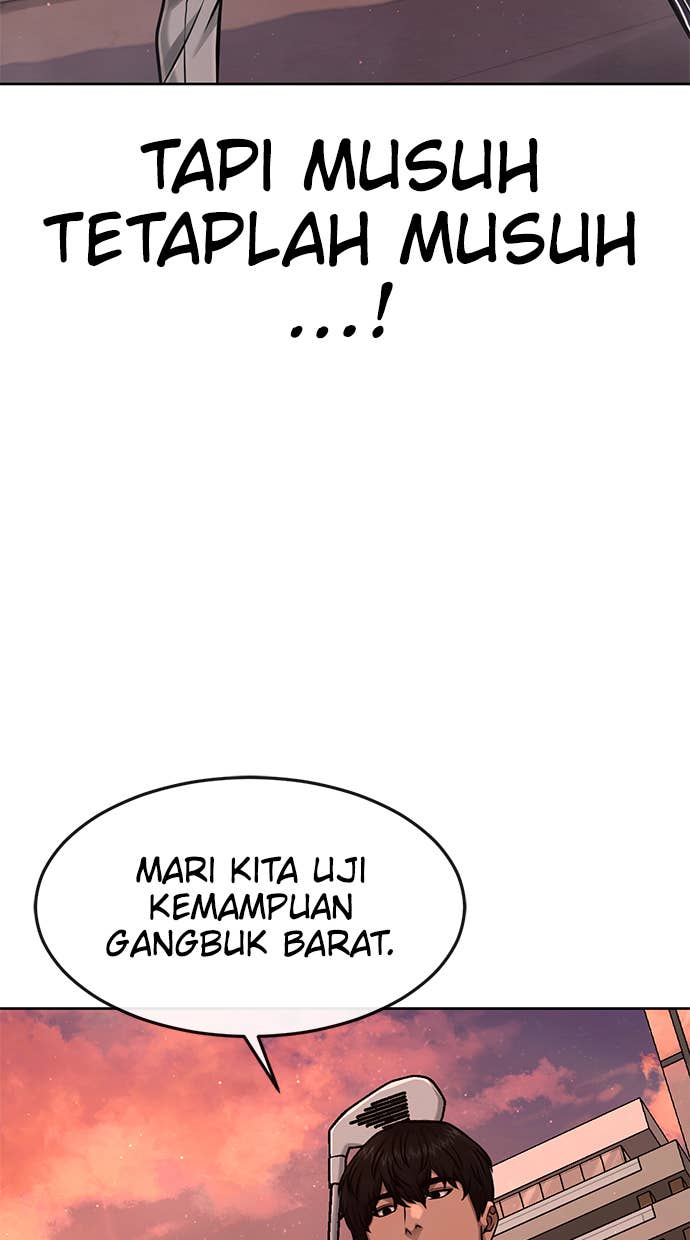 TAPI MUSUH
TETAPLAH MUSUH
...!
MARI KITA UJI
KEMAMPUAN
GANGBUK BARAT.